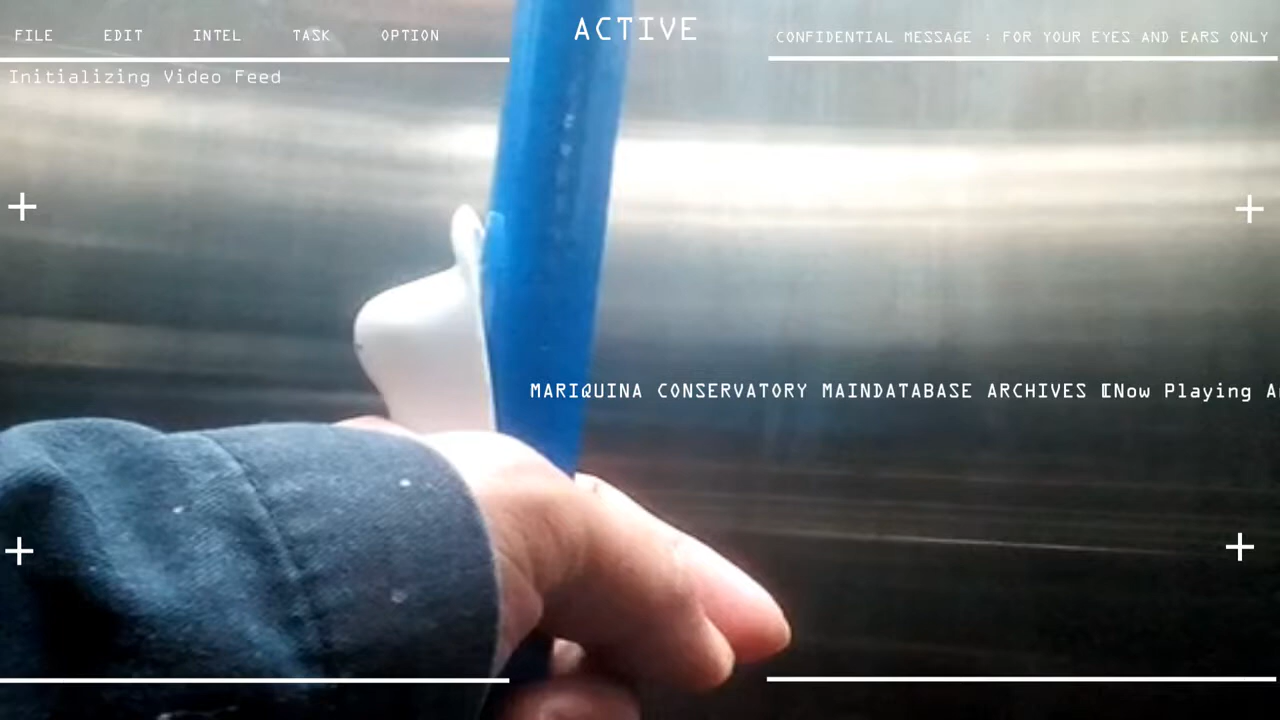 FILE EDIT INTEL TASK OPTION
ACTIVE
CONFIDENTIAL MESSAGE : FOR YOUR EYES AND EARS ONLY
Initializing Video Feed
MARIQUINA CONSERVATORY MAINDATABASE ARCHIVES [Now Playing